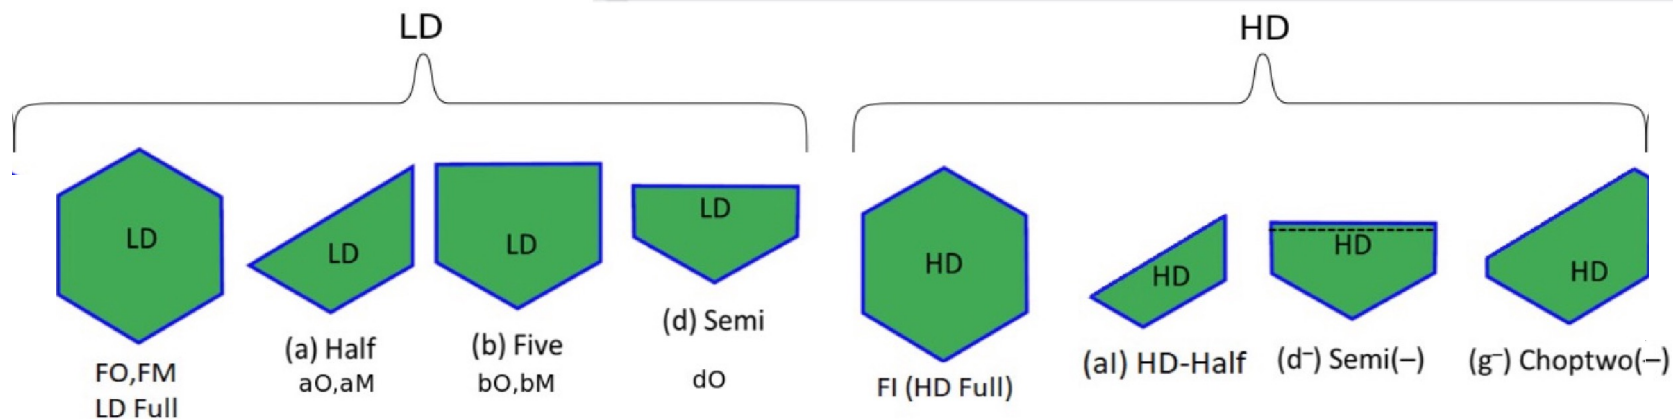 LD
HD
LD
LD
LD
LD
HD
HD
HD
HD
FO,FM
LD Full
(a) Half
aO,aM
(b) Five
bO,bM
(d) Semi
dO
FI (HD Full)
(aI) HD-Half
(d⁻) Semi(−)
(g⁻) Choptwo(−)